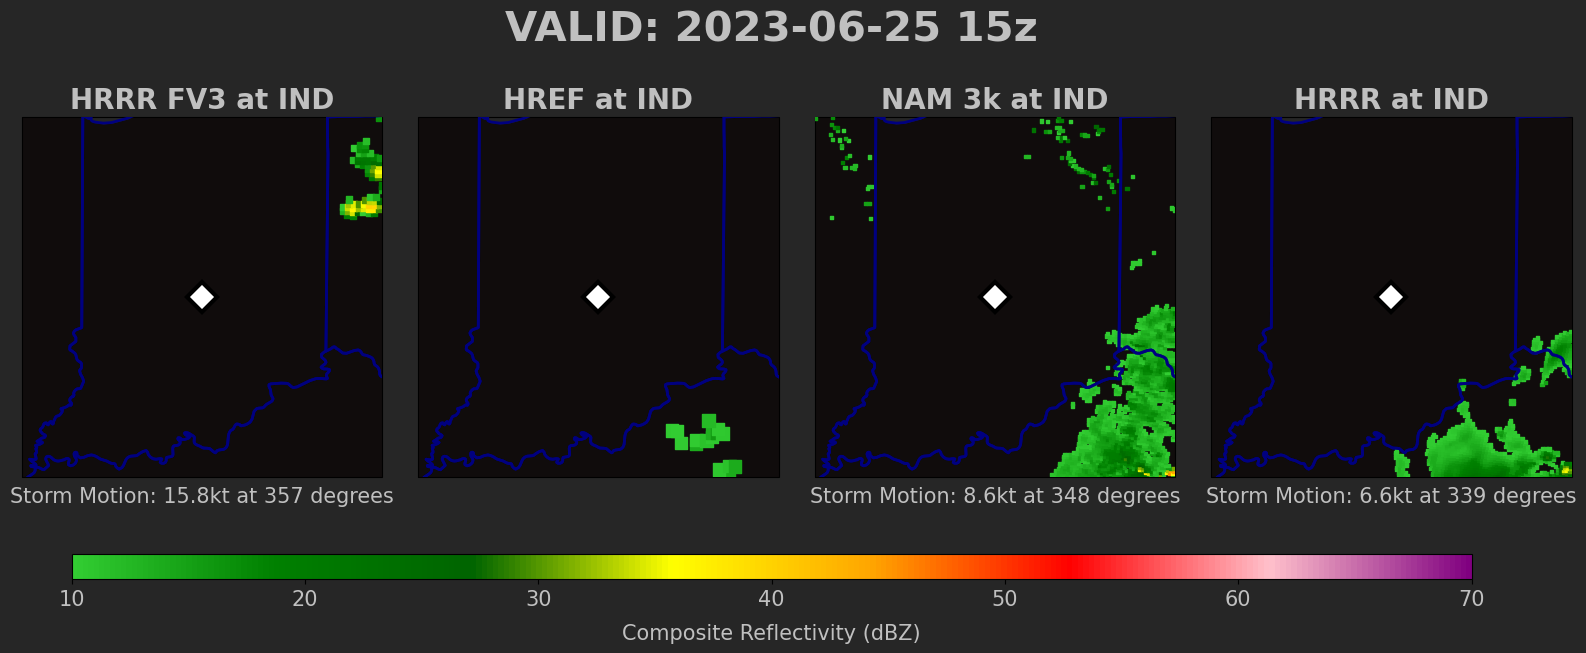 VALID: 2023-06-25 15z
HRRR FV3 at IND
HREF at IND
NAM 3k at IND
HRRR at IND
Storm Motion: 15.8kt at 357 degrees
Storm Motion: 8.6kt at 348 degrees
Storm Motion: 6.6kt at 339 degrees
10 20 30 40 50 60 70
Composite Reflectivity (dBZ)